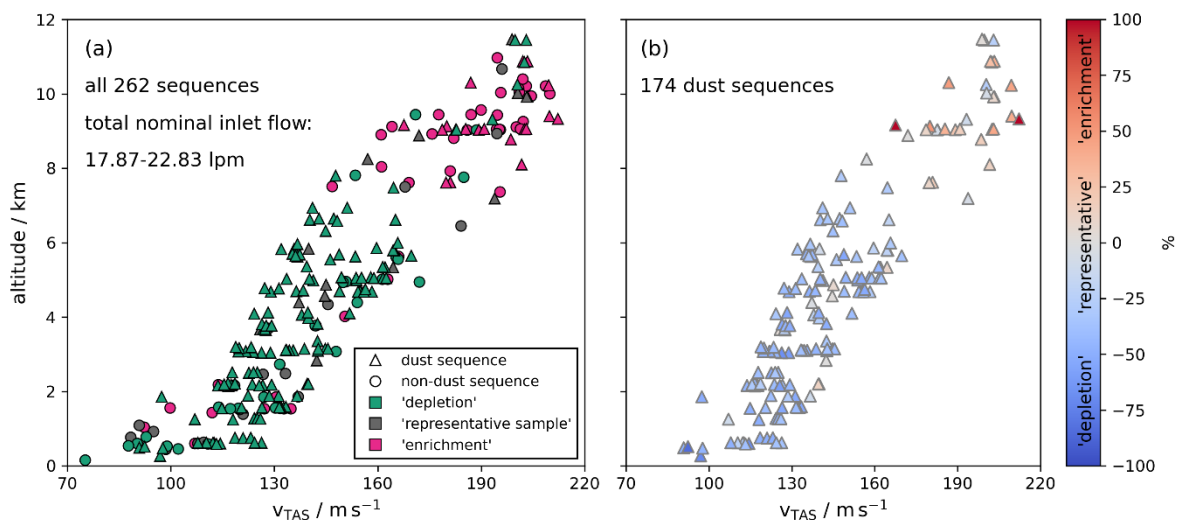 (a)
all 262 sequences
total nominal inlet flow:
17.87-22.83 lpm
altitude / km
12
10
8
6
4
2
0
dust sequence
non-dust sequence
'depletion'
'representative sample'
'enrichment'
70 100 130 160 190 220
v_TAS / m s⁻¹
(b)
174 dust sequences
70 100 130 160 190 220
v_TAS / m s⁻¹
100
75
50
25
0
−25
−50
−75
−100
'enrichment'
'representative'
'depletion'
%